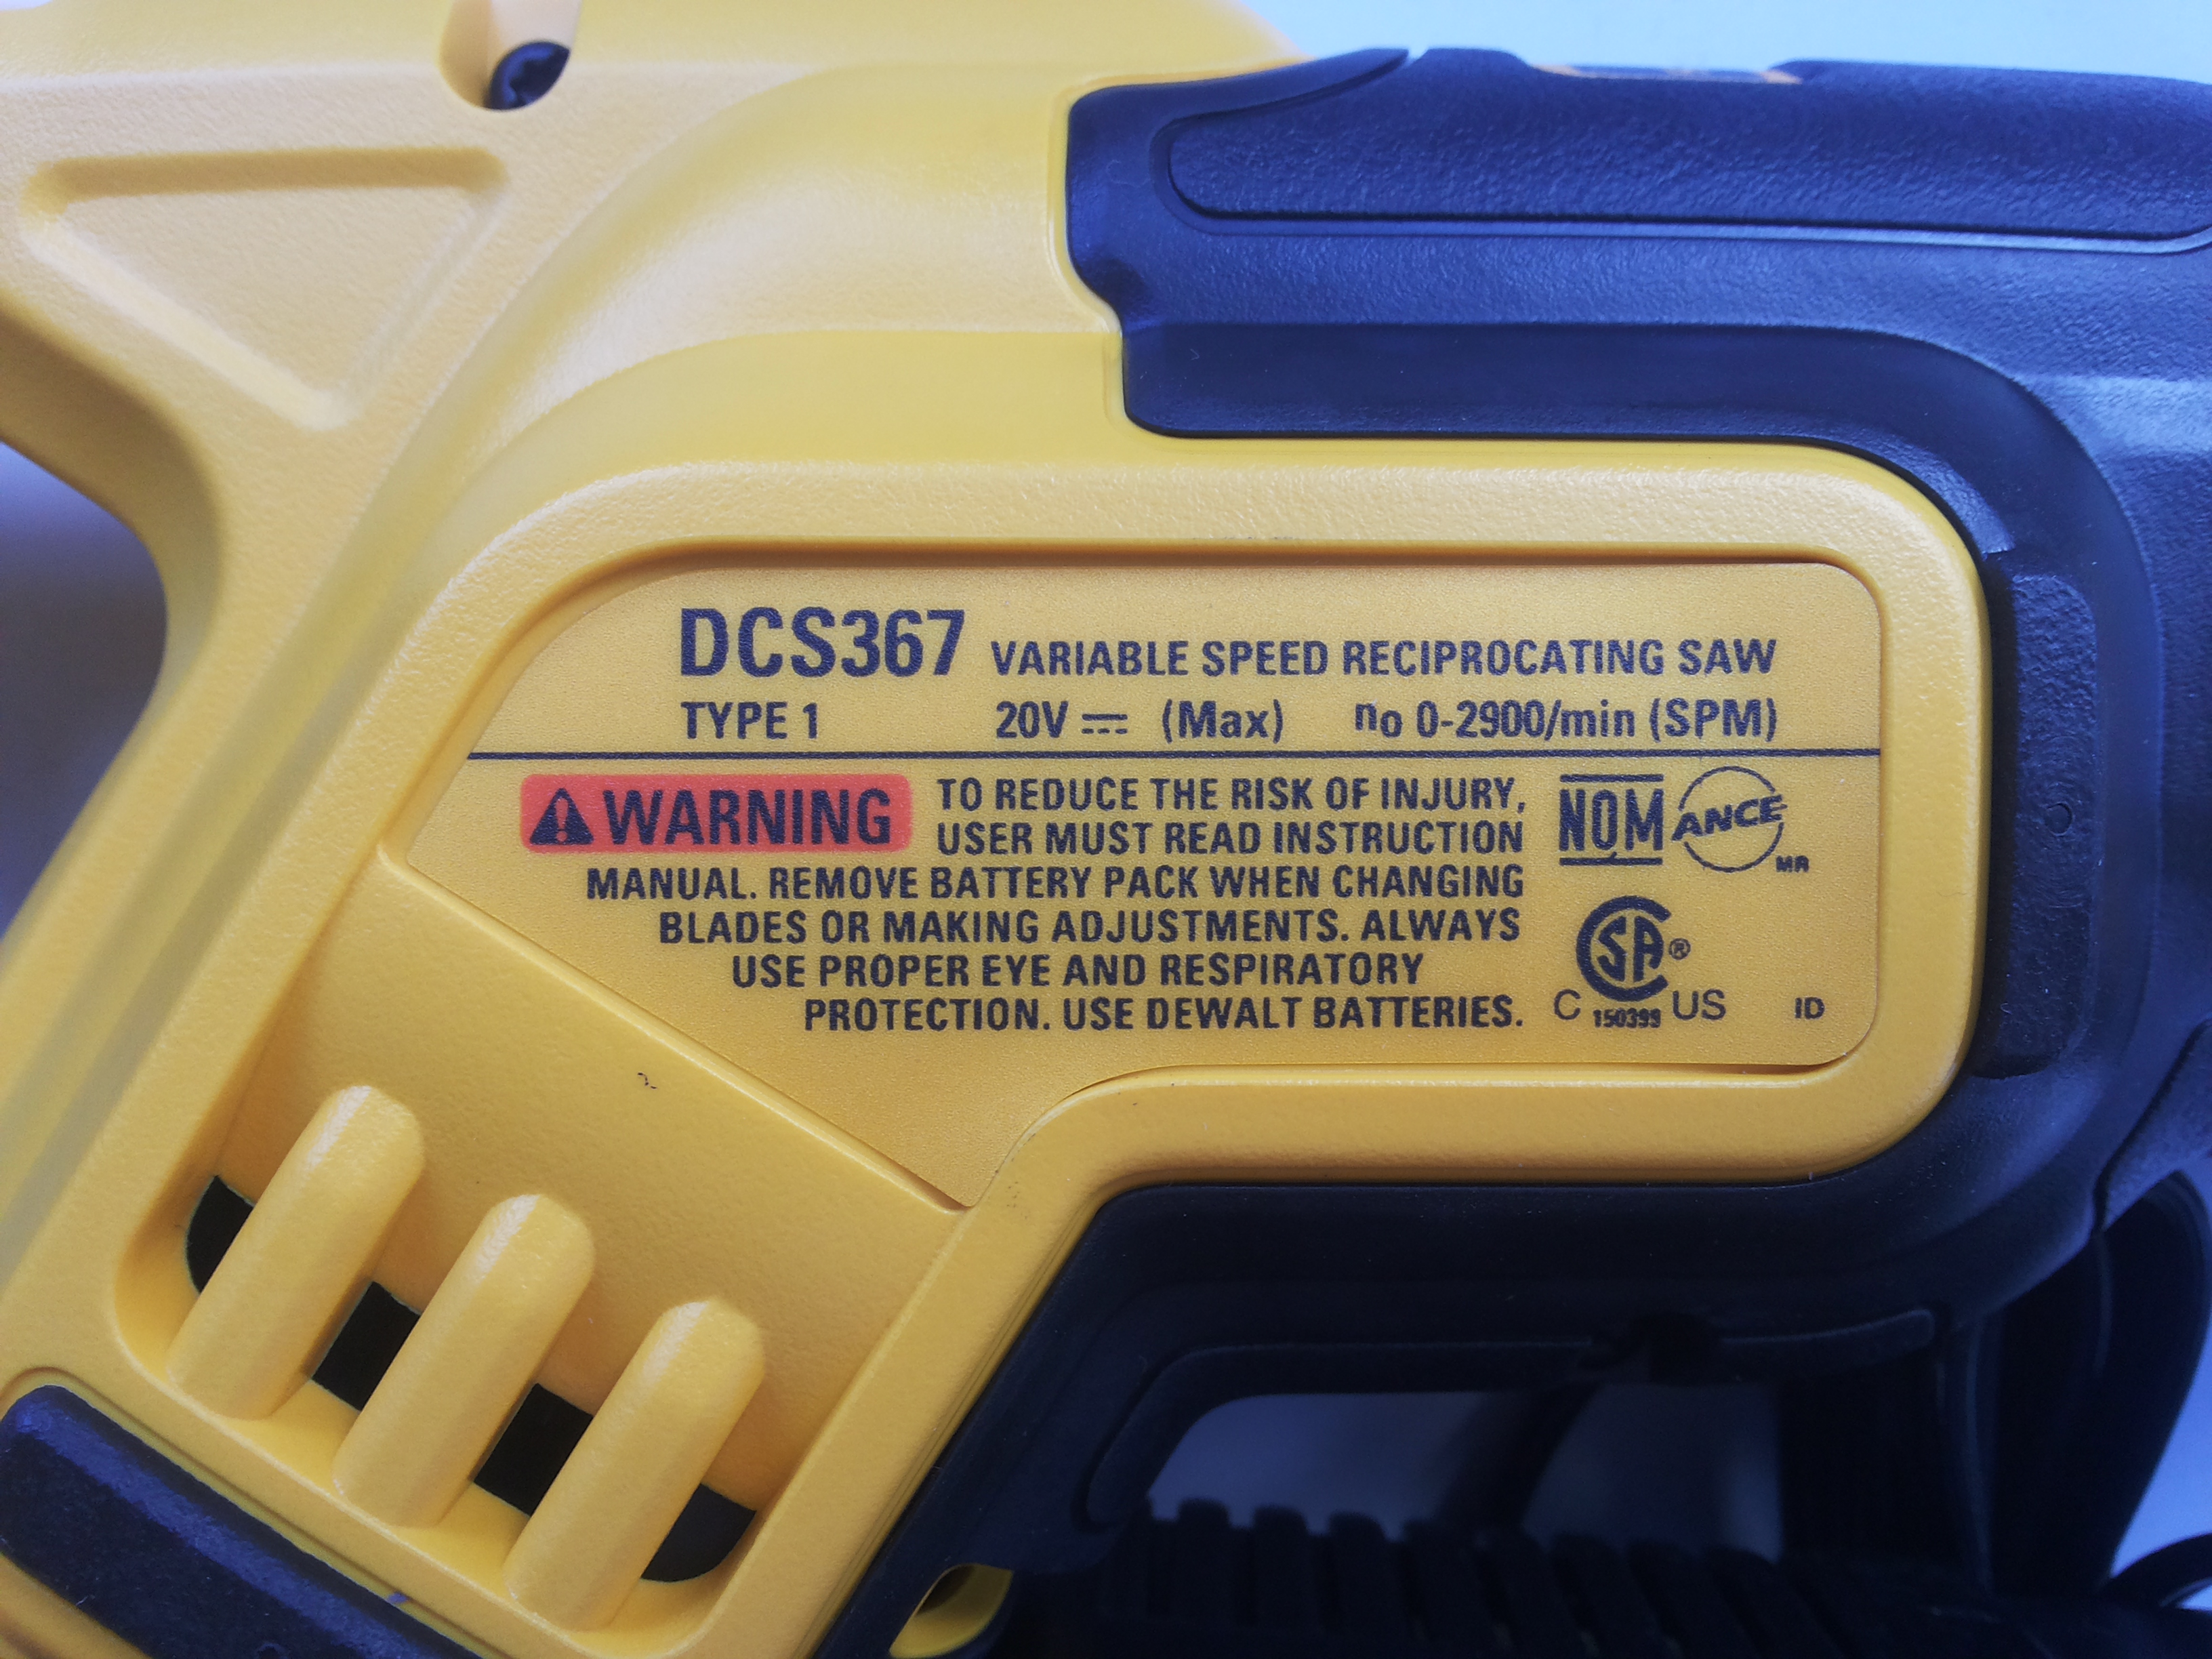 DCS367 VARIABLE SPEED RECIPROCATING SAW
TYPE 1 20V ⎓ (Max) no 0-2900/min (SPM)
WARNING TO REDUCE THE RISK OF INJURY,
USER MUST READ INSTRUCTION
MANUAL. REMOVE BATTERY PACK WHEN CHANGING
BLADES OR MAKING ADJUSTMENTS. ALWAYS
USE PROPER EYE AND RESPIRATORY
PROTECTION. USE DEWALT BATTERIES.
NOM ANCE MR
CSA®
C 150399 US ID